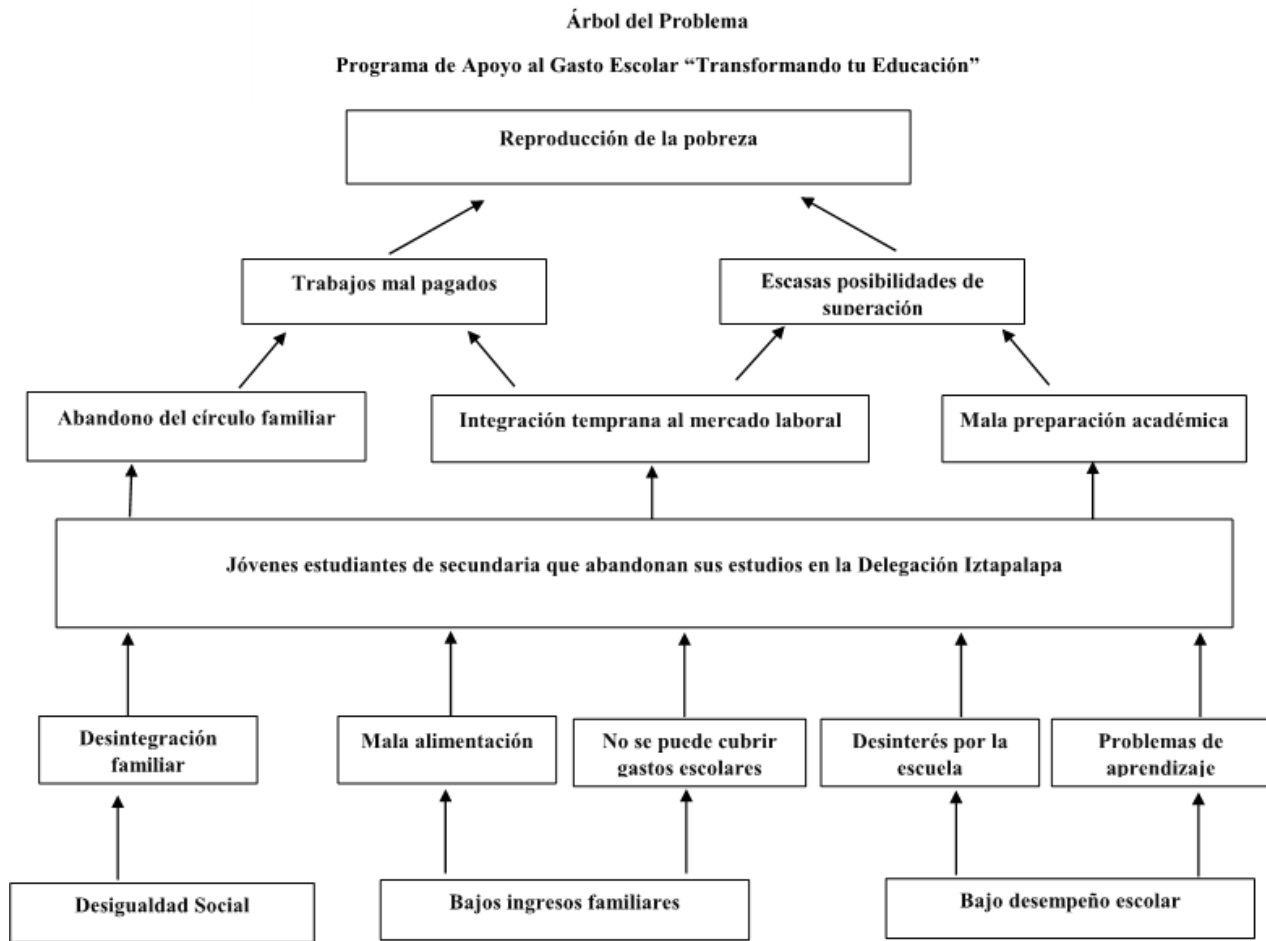 Árbol del Problema
Programa de Apoyo al Gasto Escolar “Transformando tu Educación”
Reproducción de la pobreza
Trabajos mal pagados
Escasas posibilidades de
superación
Abandono del círculo familiar
Integración temprana al mercado laboral
Mala preparación académica
Jóvenes estudiantes de secundaria que abandonan sus estudios en la Delegación Iztapalapa
Desintegración
familiar
Mala alimentación
No se puede cubrir
gastos escolares
Desinterés por la
escuela
Problemas de
aprendizaje
Desigualdad Social
Bajos ingresos familiares
Bajo desempeño escolar